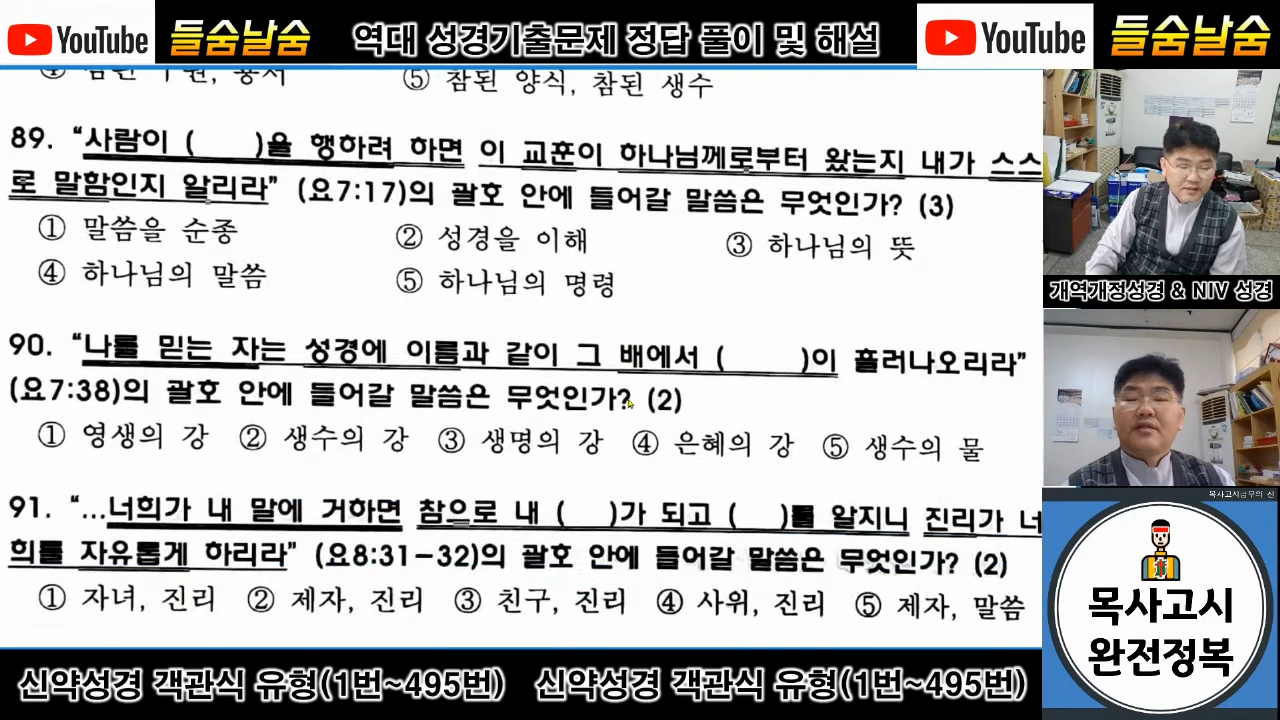 YouTube 들숨날숨 역대 성경기출문제 정답 풀이 및 해설 YouTube 들숨날숨
⑤ 참된 양식, 참된 생수
89. “사람이 (      )을 행하려 하면 이 교훈이 하나님께로부터 왔는지 내가 스스
로 말함인지 알리라” (요7:17)의 괄호 안에 들어갈 말씀은 무엇인가? (3)
① 말씀을 순종 ② 성경을 이해 ③ 하나님의 뜻
④ 하나님의 말씀 ⑤ 하나님의 명령
90. “나를 믿는 자는 성경에 이름과 같이 그 배에서 (      )이 흘러나오리라”
(요7:38)의 괄호 안에 들어갈 말씀은 무엇인가? (2)
① 영생의 강 ② 생수의 강 ③ 생명의 강 ④ 은혜의 강 ⑤ 생수의 물
91. “...너희가 내 말에 거하면 참으로 내 (    )가 되고 (    )를 알지니 진리가 너
희를 자유롭게 하리라” (요8:31-32)의 괄호 안에 들어갈 말씀은 무엇인가? (2)
① 자녀, 진리 ② 제자, 진리 ③ 친구, 진리 ④ 사위, 진리 ⑤ 제자, 말씀
개역개정성경 & NIV 성경
목사고시
완전정복
신약성경 객관식 유형(1번~495번) 신약성경 객관식 유형(1번~495번)